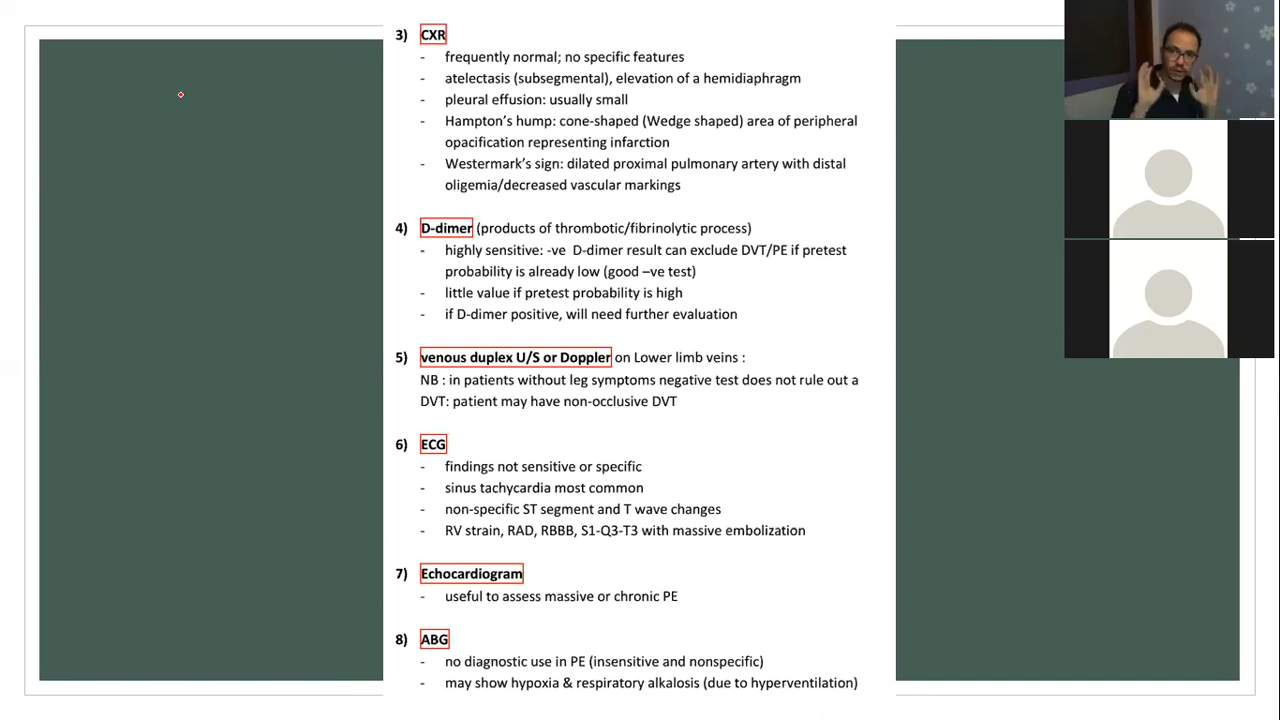 3) CXR
- frequently normal; no specific features
- atelectasis (subsegmental), elevation of a hemidiaphragm
- pleural effusion: usually small
- Hampton's hump: cone-shaped (Wedge shaped) area of peripheral
opacification representing infarction
- Westermark's sign: dilated proximal pulmonary artery with distal
oligemia/decreased vascular markings
4) D-dimer (products of thrombotic/fibrinolytic process)
- highly sensitive: -ve D-dimer result can exclude DVT/PE if pretest
probability is already low (good –ve test)
- little value if pretest probability is high
- if D-dimer positive, will need further evaluation
5) venous duplex U/S or Doppler on Lower limb veins :
NB : in patients without leg symptoms negative test does not rule out a
DVT: patient may have non-occlusive DVT
6) ECG
- findings not sensitive or specific
- sinus tachycardia most common
- non-specific ST segment and T wave changes
- RV strain, RAD, RBBB, S1-Q3-T3 with massive embolization
7) Echocardiogram
- useful to assess massive or chronic PE
8) ABG
- no diagnostic use in PE (insensitive and nonspecific)
- may show hypoxia & respiratory alkalosis (due to hyperventilation)